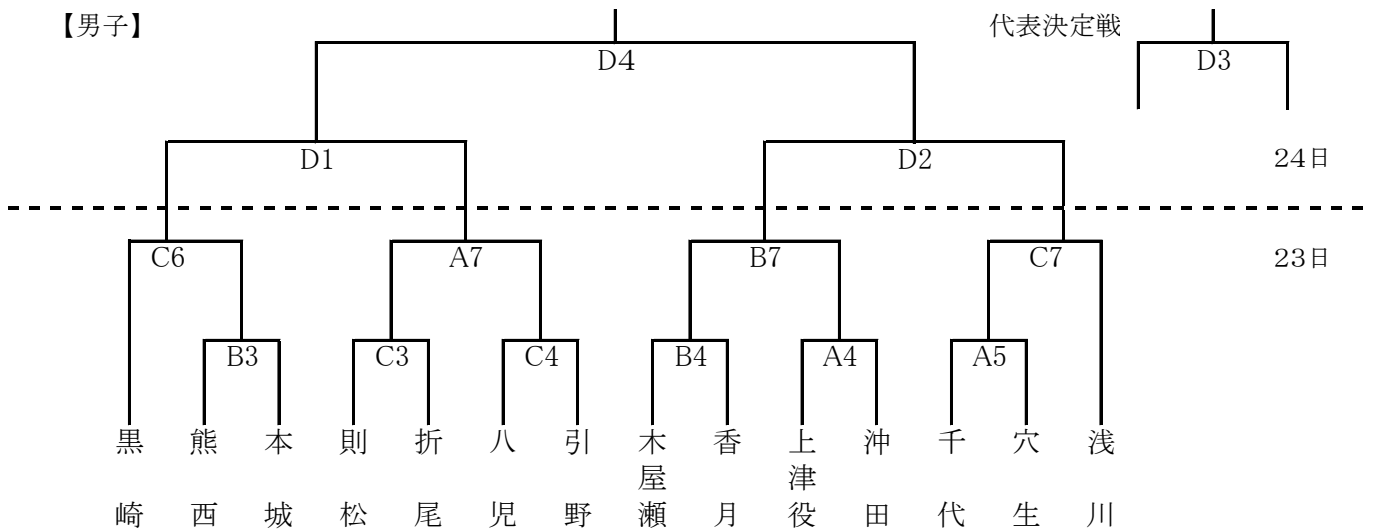 【男子】
代表決定戦
D4
D3
D1
D2
24日
C6
A7
B7
C7
23日
B3
C3
C4
B4
A4
A5
黒崎
熊西
本城
則松
折尾
八児
引野
木屋瀬
香月
上津役
沖田
千代
穴生
浅川